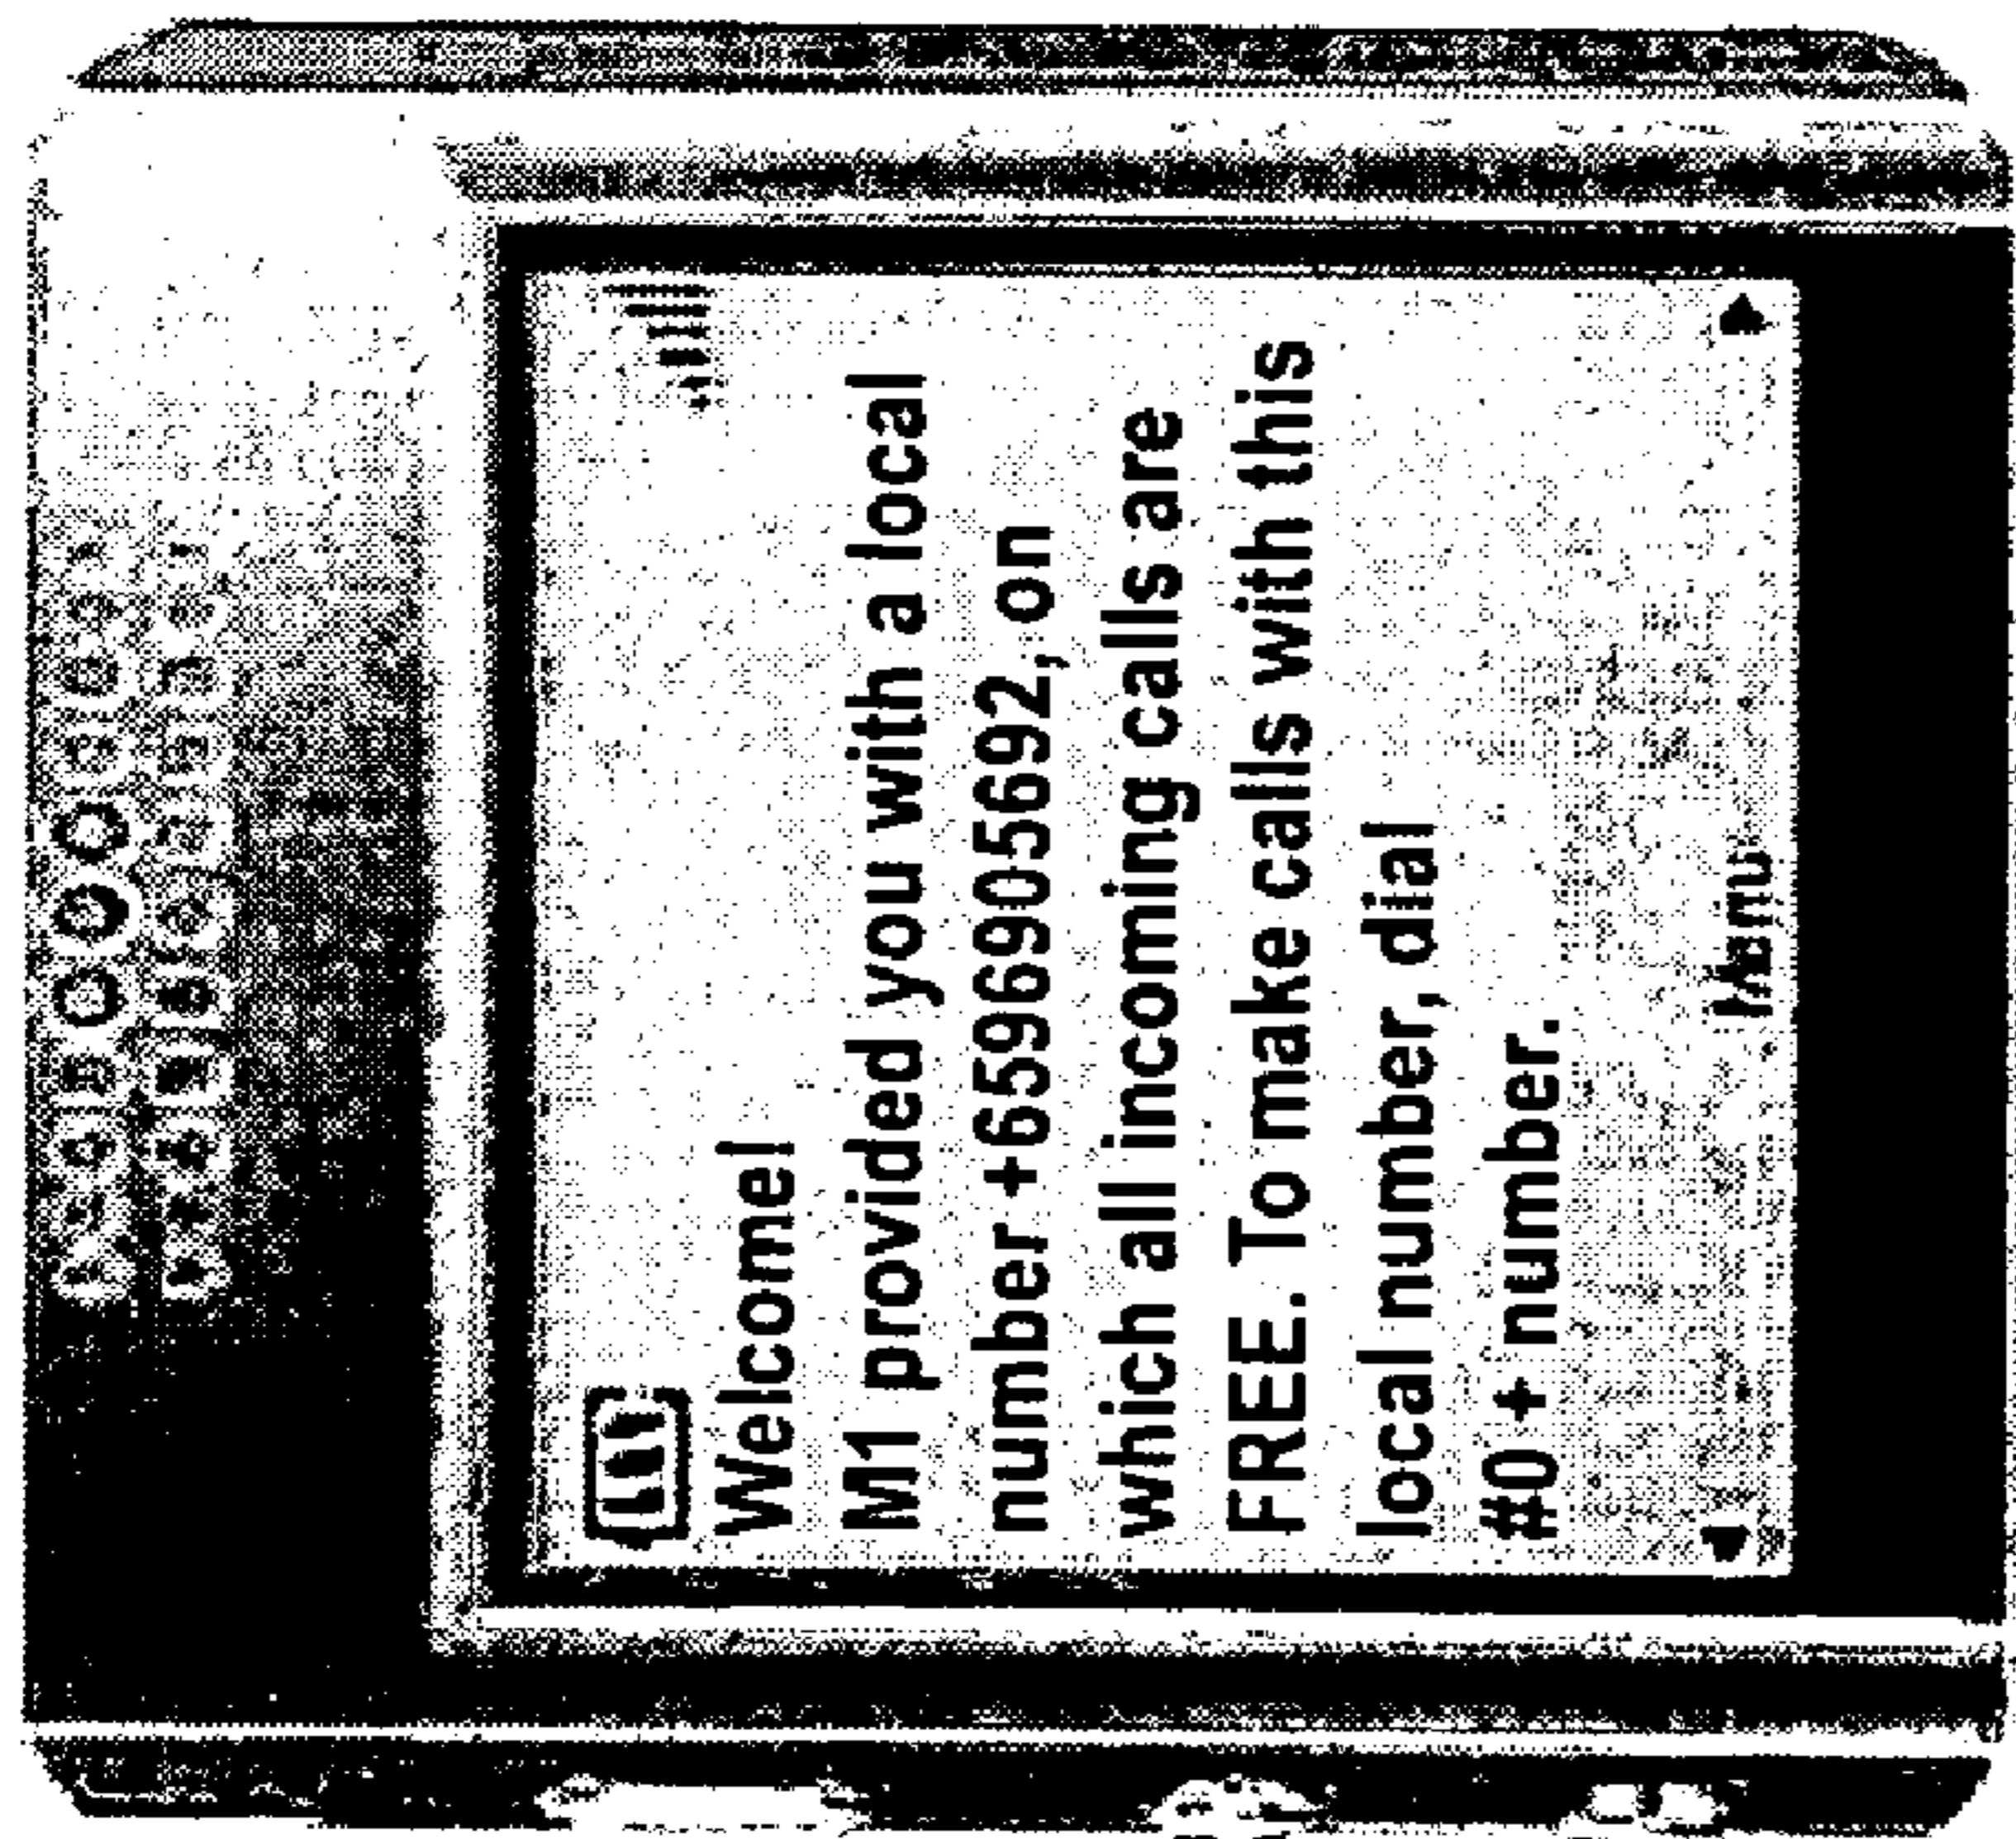 Welcome!
M1 provided you with a local
number +6596905692, on
which all incoming calls are
FREE. To make calls with this
local number, dial
#0 + number.
Menu